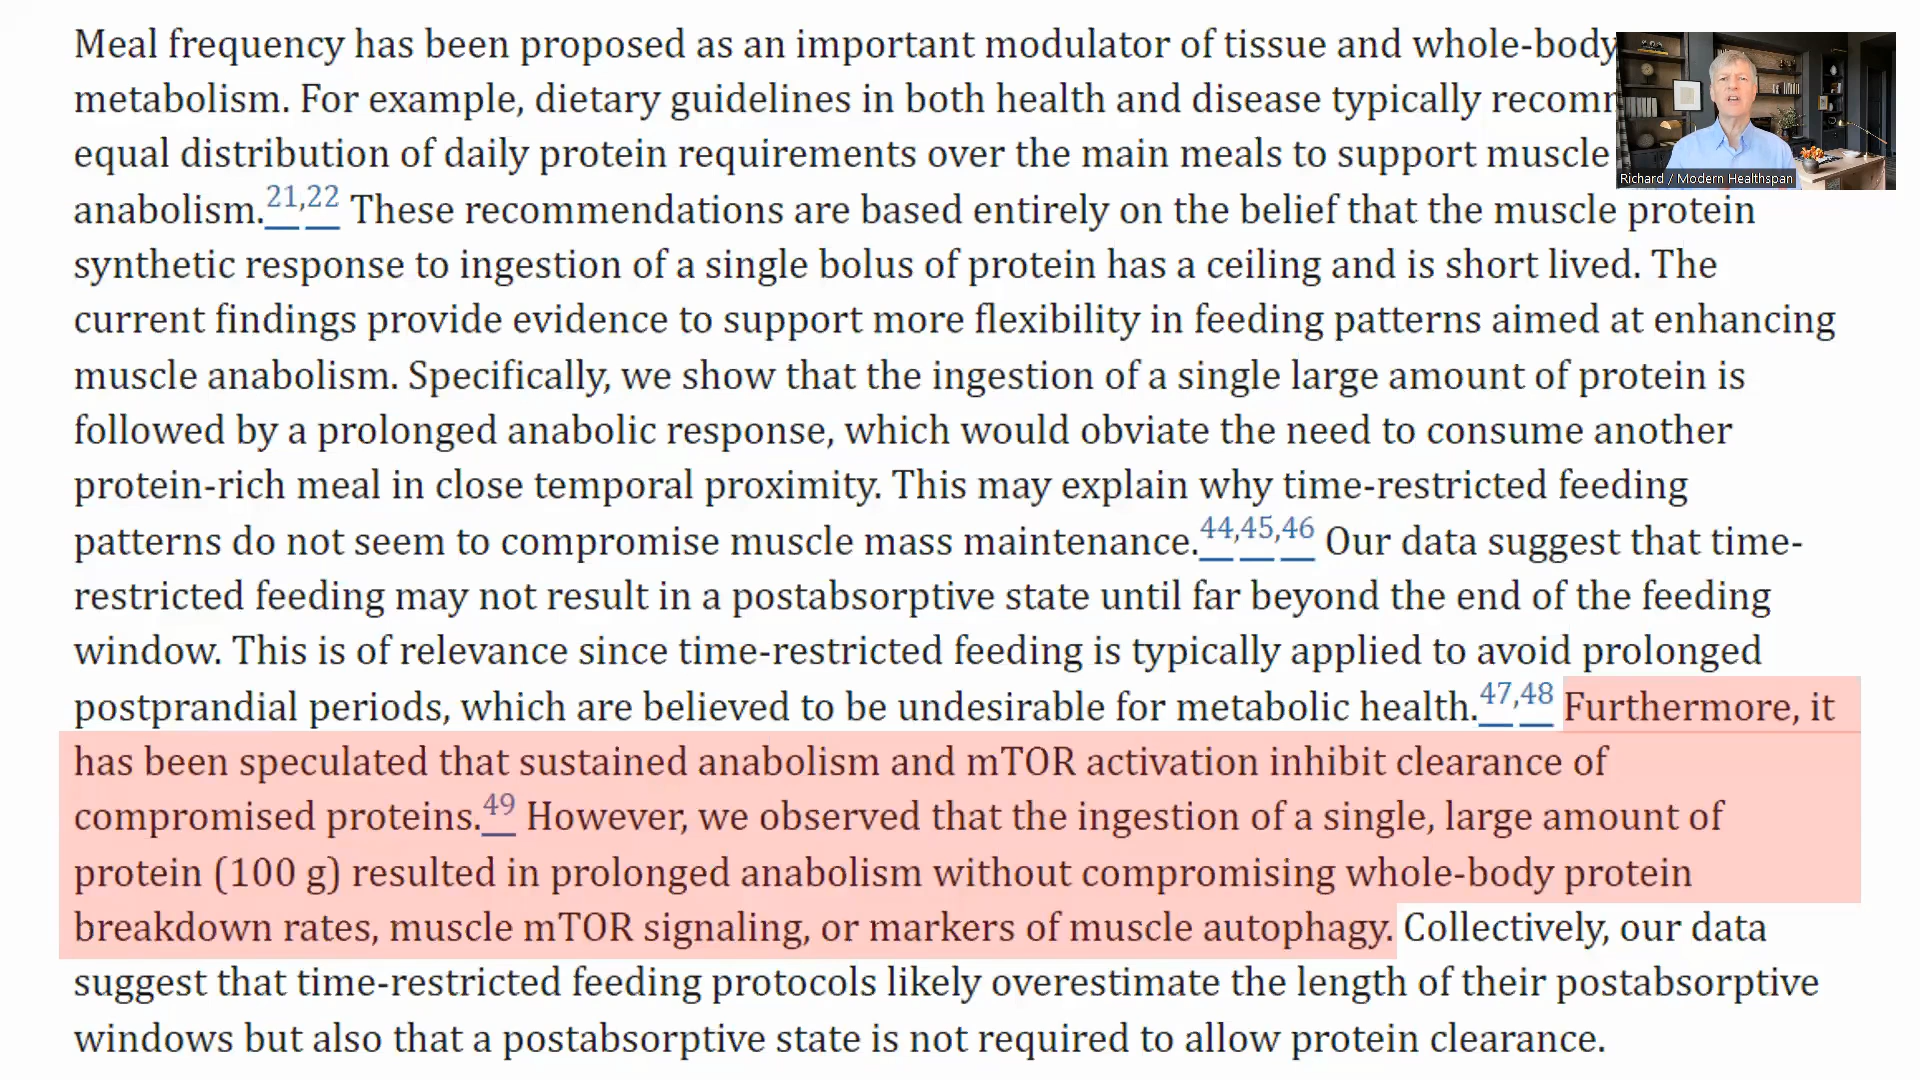 Meal frequency has been proposed as an important modulator of tissue and whole-body
metabolism. For example, dietary guidelines in both health and disease typically recom
equal distribution of daily protein requirements over the main meals to support muscle
Richard / Modern Healthspan
anabolism.21,22 These recommendations are based entirely on the belief that the muscle protein
synthetic response to ingestion of a single bolus of protein has a ceiling and is short lived. The
current findings provide evidence to support more flexibility in feeding patterns aimed at enhancing
muscle anabolism. Specifically, we show that the ingestion of a single large amount of protein is
followed by a prolonged anabolic response, which would obviate the need to consume another
protein-rich meal in close temporal proximity. This may explain why time-restricted feeding
patterns do not seem to compromise muscle mass maintenance.44,45,46 Our data suggest that time-
restricted feeding may not result in a postabsorptive state until far beyond the end of the feeding
window. This is of relevance since time-restricted feeding is typically applied to avoid prolonged
postprandial periods, which are believed to be undesirable for metabolic health.47,48 Furthermore, it
has been speculated that sustained anabolism and mTOR activation inhibit clearance of
compromised proteins.49 However, we observed that the ingestion of a single, large amount of
protein (100 g) resulted in prolonged anabolism without compromising whole-body protein
breakdown rates, muscle mTOR signaling, or markers of muscle autophagy. Collectively, our data
suggest that time-restricted feeding protocols likely overestimate the length of their postabsorptive
windows but also that a postabsorptive state is not required to allow protein clearance.